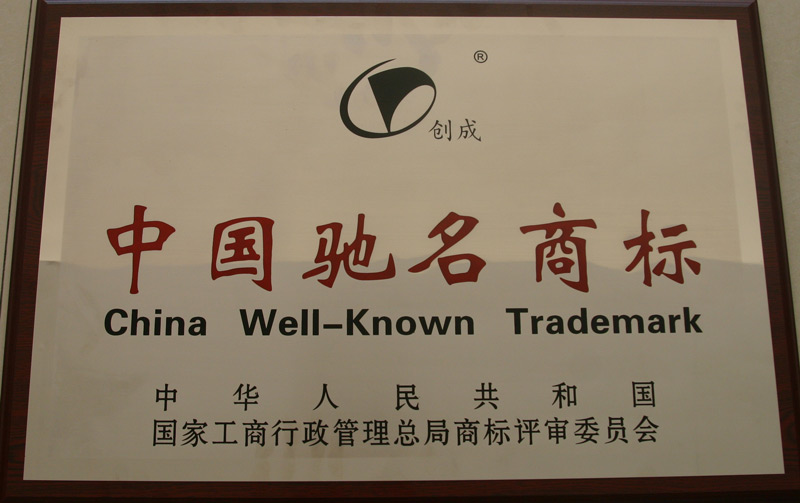 ®
创成
中国驰名商标
China Well-Known Trademark
中华人民共和国
国家工商行政管理总局商标评审委员会